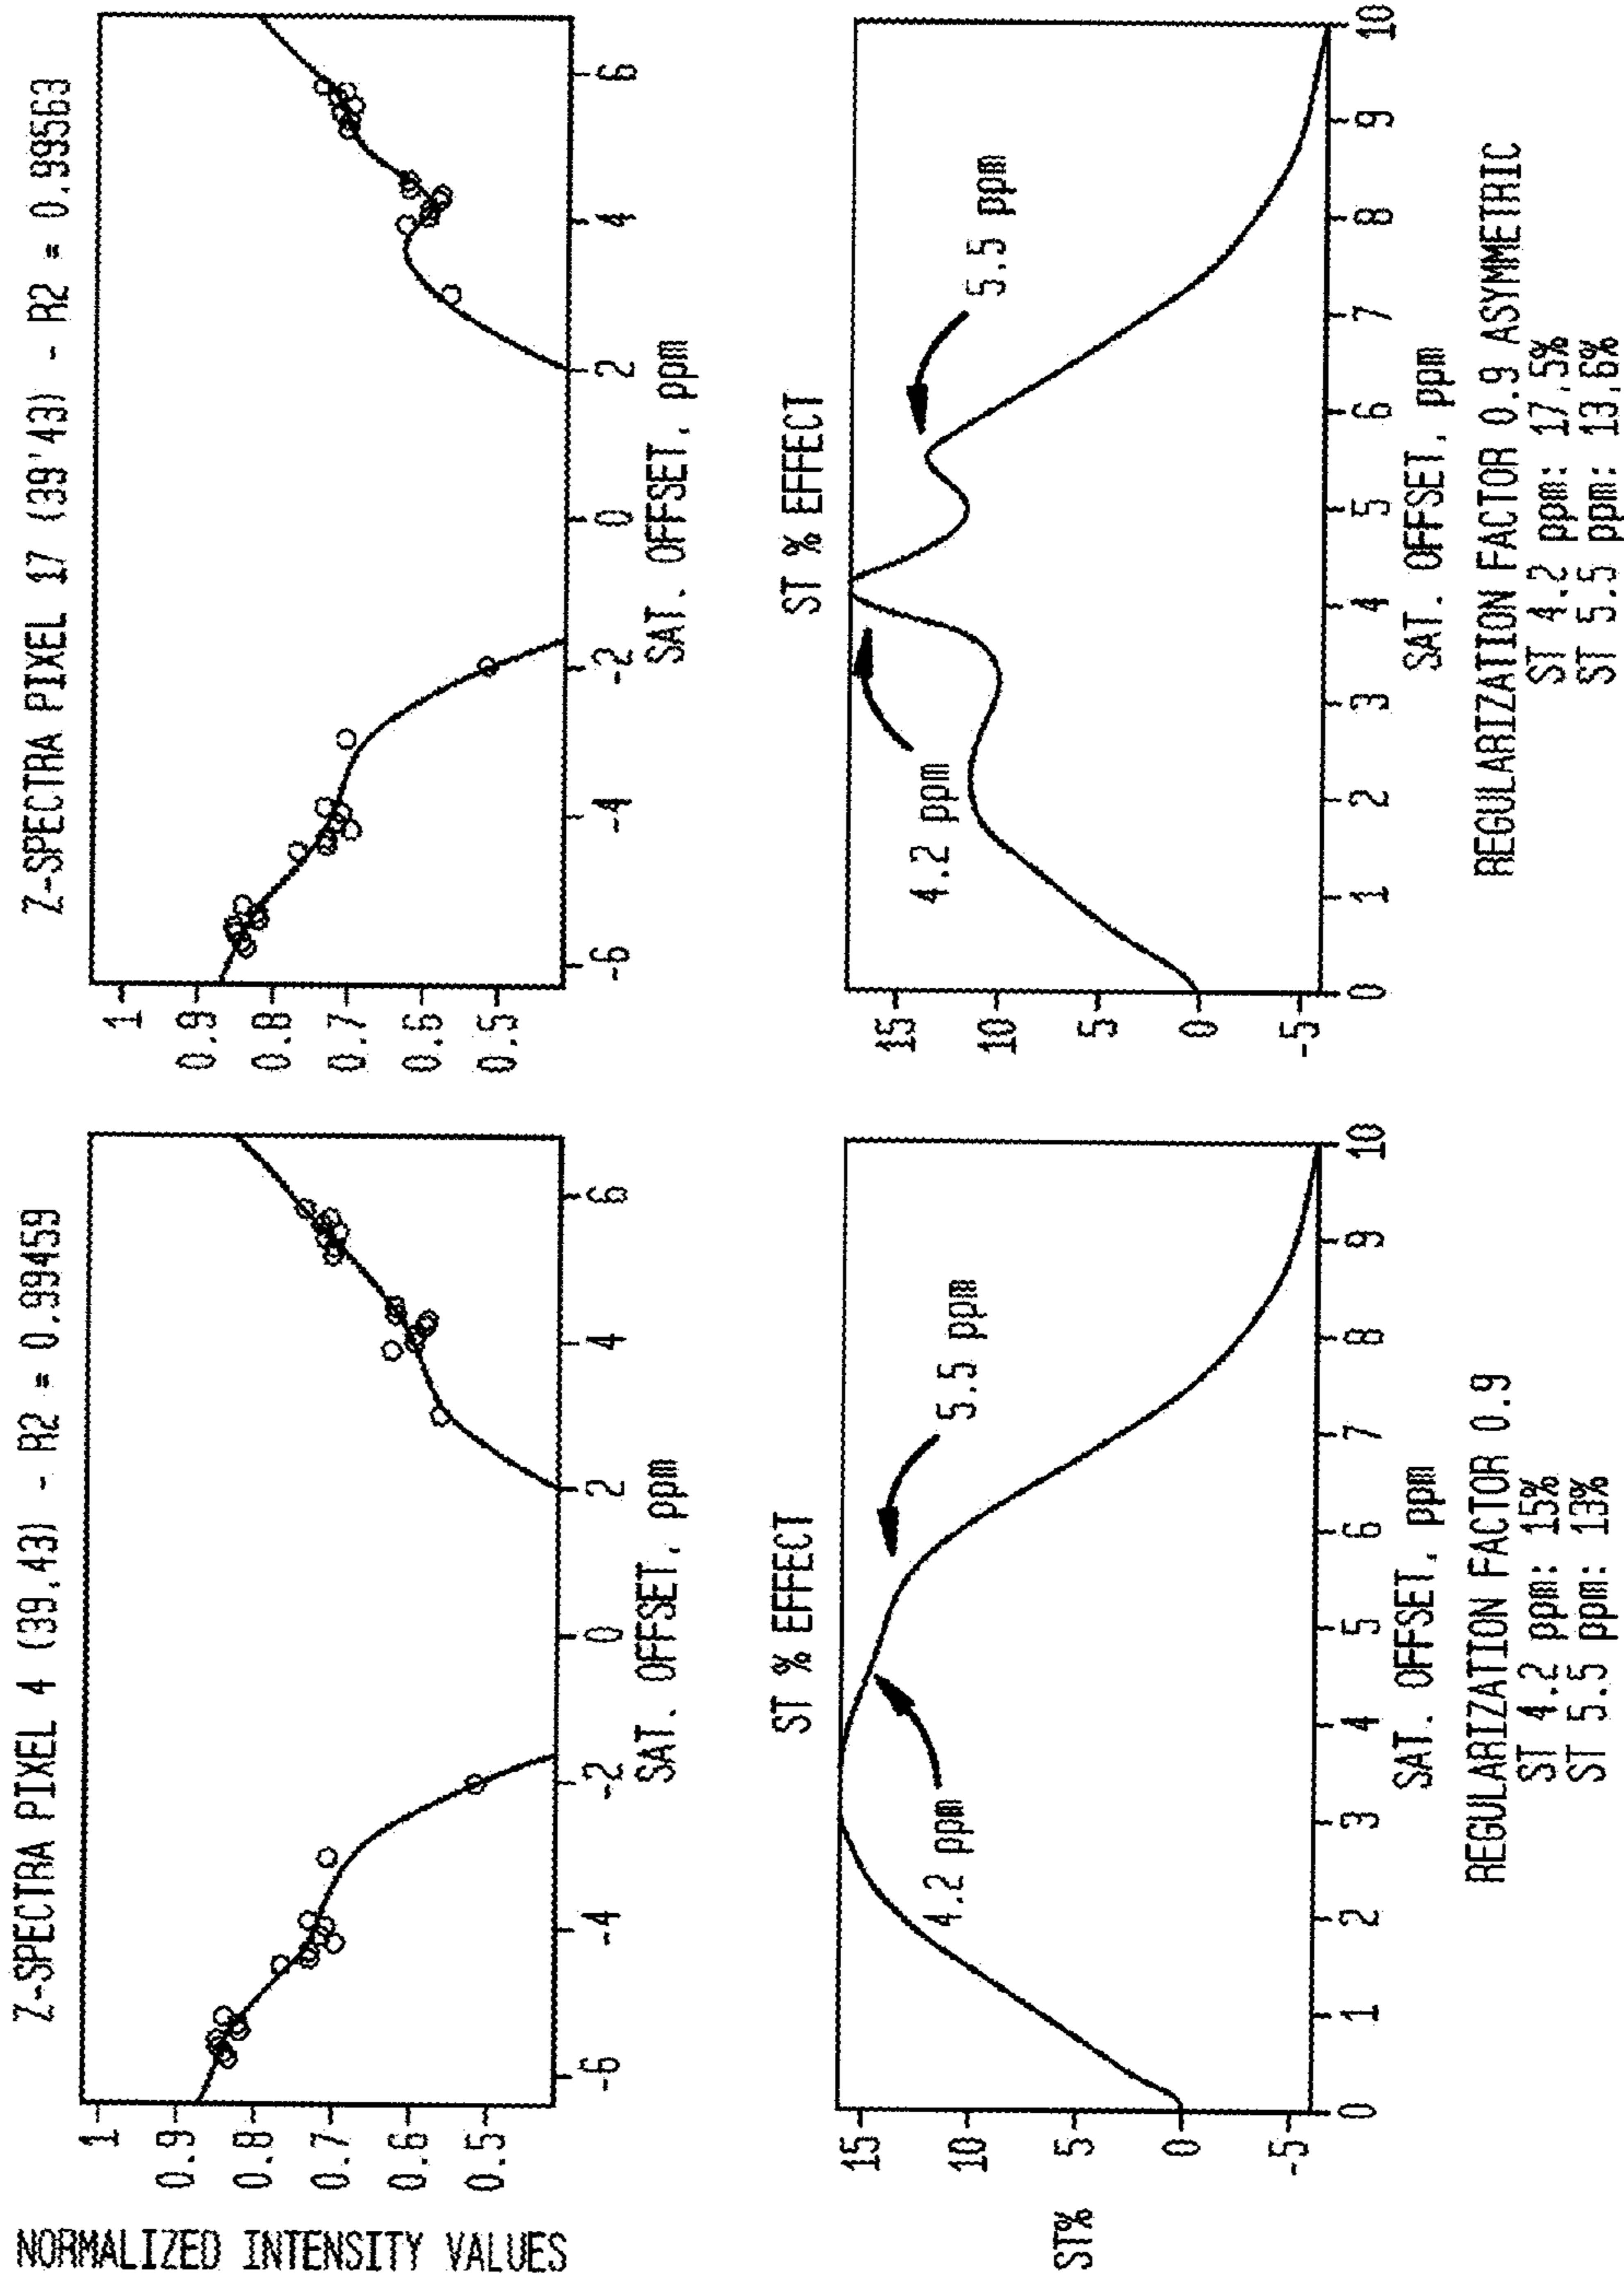 NORMALIZED INTENSITY VALUES
Z-SPECTRA PIXEL 4 (39,43) - R2 = 0.99459
1
0.9
0.8
0.7
0.6
0.5
-6 -4 -2 0 2 4 6
SAT. OFFSET, ppm
Z-SPECTRA PIXEL 17 (39'43) - R2 = 0.99563
1
0.9
0.8
0.7
0.6
0.5
-6 -4 -2 0 2 4 6
SAT. OFFSET, ppm
ST%
ST % EFFECT
15
10
5
0
-5
4.2 ppm
5.5 ppm
0 1 2 3 4 5 6 7 8 9 10
SAT. OFFSET, ppm
REGULARIZATION FACTOR 0.9
ST 4.2 ppm: 15%
ST 5.5 ppm: 13%
ST % EFFECT
15
10
5
0
-5
4.2 ppm
5.5 ppm
0 1 2 3 4 5 6 7 8 9 10
SAT. OFFSET, ppm
REGULARIZATION FACTOR 0.9 ASYMMETRIC
ST 4.2 ppm: 17.5%
ST 5.5 ppm: 13.6%